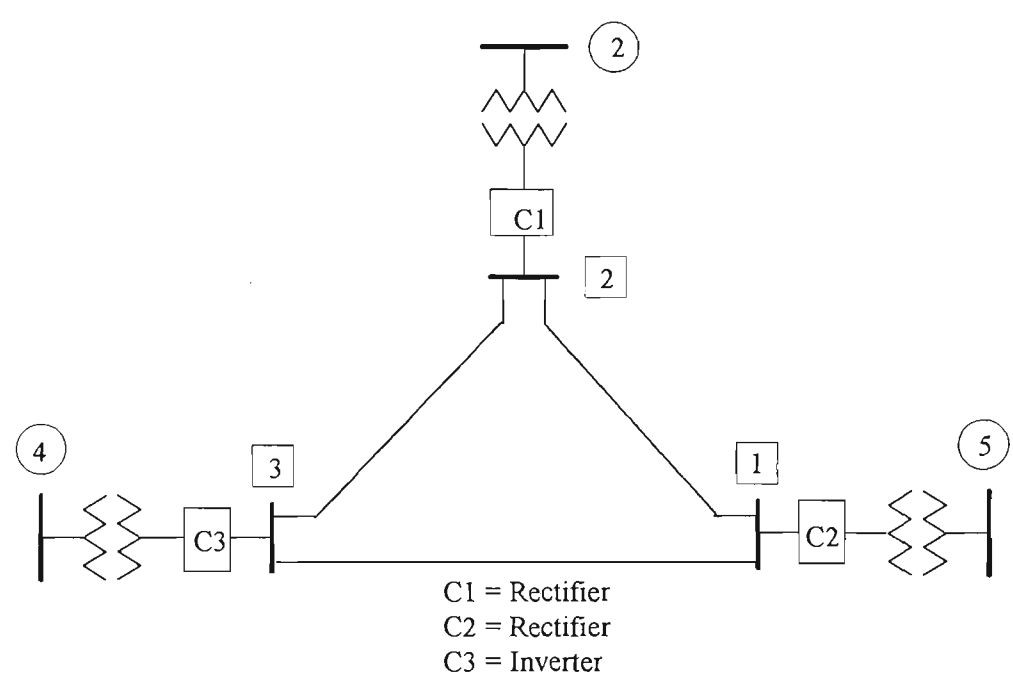 2
C1
2
4
3
1
5
C3
C2
C1 = Rectifier
C2 = Rectifier
C3 = Inverter